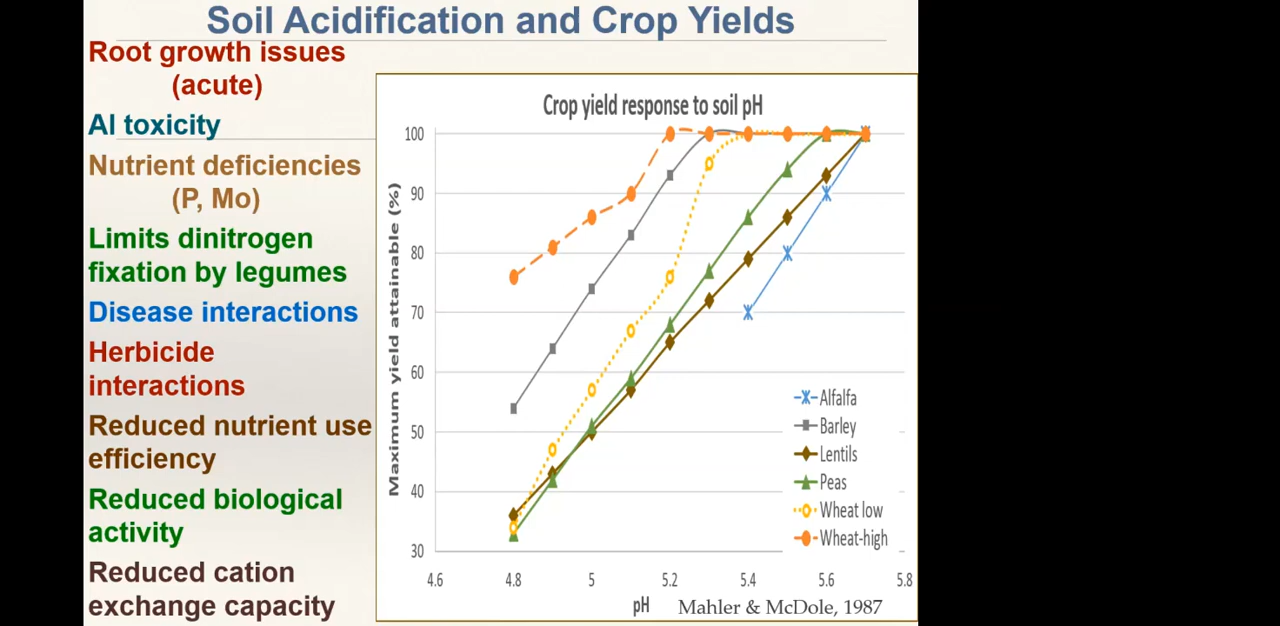 Soil Acidification and Crop Yields
Root growth issues
(acute)
Al toxicity
Nutrient deficiencies
(P, Mo)
Limits dinitrogen
fixation by legumes
Disease interactions
Herbicide
interactions
Reduced nutrient use
efficiency
Reduced biological
activity
Reduced cation
exchange capacity
Crop yield response to soil pH
Maximum yield attainable (%)
100
90
80
70
60
50
40
30
4.6 4.8 5 5.2 5.4 5.6 5.8
pH
Alfalfa
Barley
Lentils
Peas
Wheat low
Wheat-high
Mahler & McDole, 1987